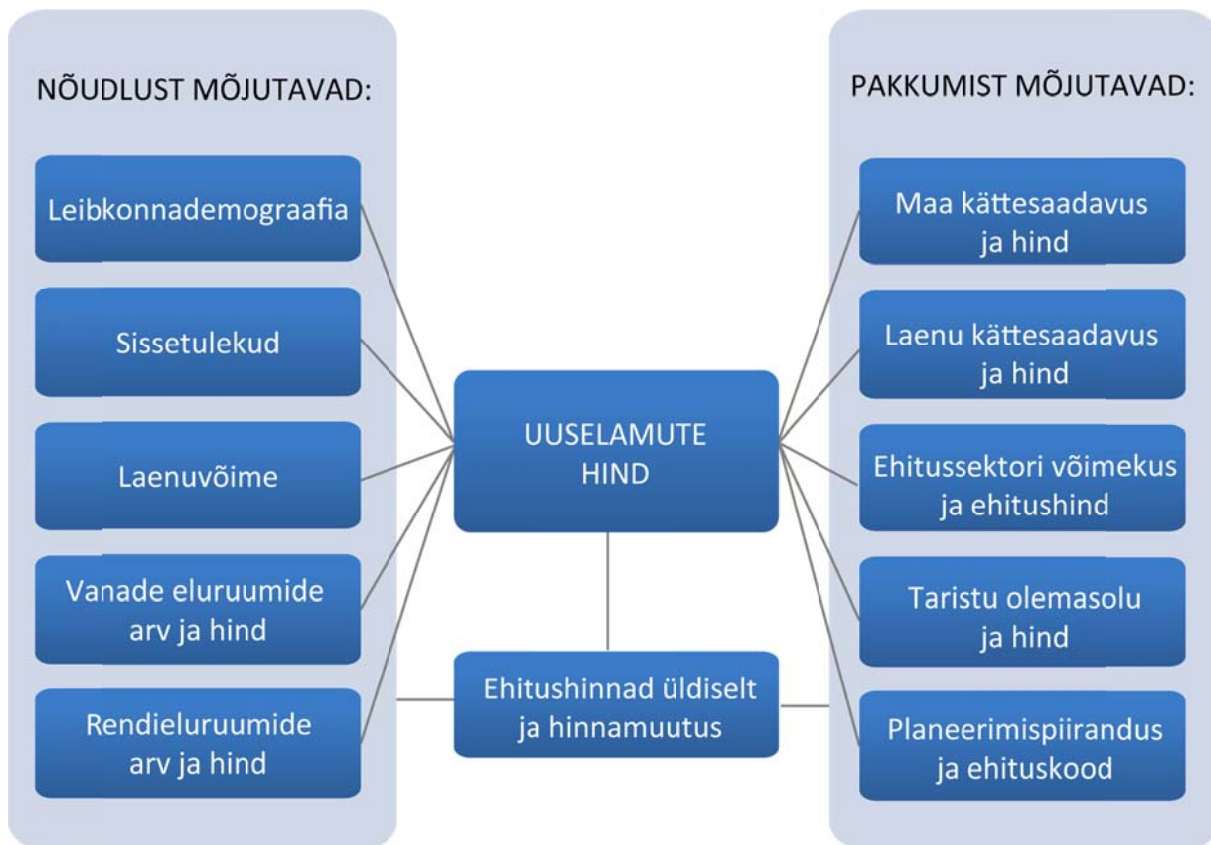 NÕUDLUST MÕJUTAVAD:
Leibkonnademograafia
Sissetulekud
Laenuvõime
Vanade eluruumide
arv ja hind
Rendieluruumide
arv ja hind
UUSELAMUTE
HIND
Ehitushinnad üldiselt
ja hinnamuutus
PAKKUMIST MÕJUTAVAD:
Maa kättesaadavus
ja hind
Laenu kättesaadavus
ja hind
Ehitussektori võimekus
ja ehitushind
Taristu olemasolu
ja hind
Planeerimispiirandus
ja ehituskood